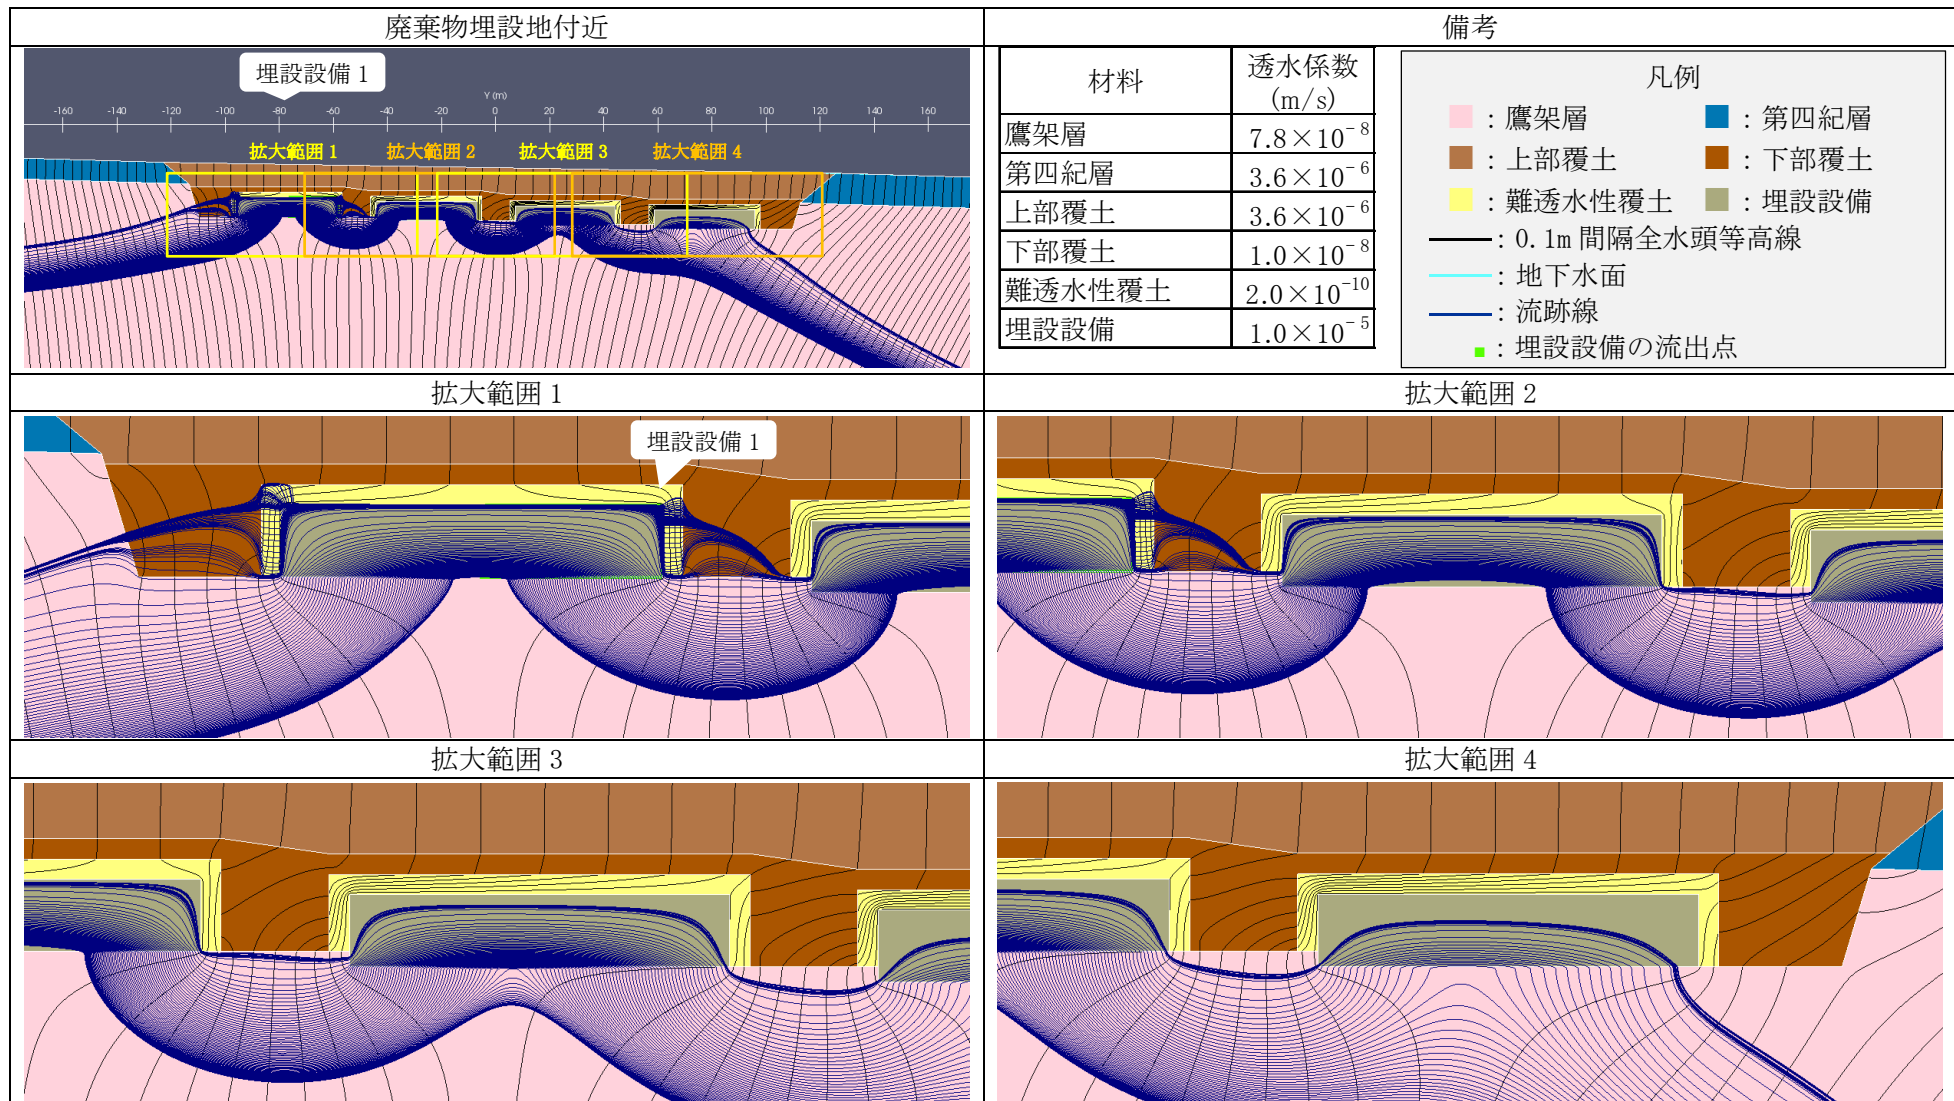 廃棄物埋設地付近
備考
埋設設備 1
Y (m)
-160 -140 -120 -100 -80 -60 -40 -20 0 20 40 60 80 100 120 140 160
拡大範囲 1 拡大範囲 2 拡大範囲 3 拡大範囲 4
材料 透水係数 (m/s)
鷹架層 7.8×10⁻⁸
第四紀層 3.6×10⁻⁶
上部覆土 3.6×10⁻⁶
下部覆土 1.0×10⁻⁸
難透水性覆土 2.0×10⁻¹⁰
埋設設備 1.0×10⁻⁵
凡例
：鷹架層 ：第四紀層
：上部覆土 ：下部覆土
：難透水性覆土 ：埋設設備
：0.1m 間隔全水頭等高線
：地下水面
：流跡線
：埋設設備の流出点
拡大範囲 1
拡大範囲 2
埋設設備 1
拡大範囲 3
拡大範囲 4